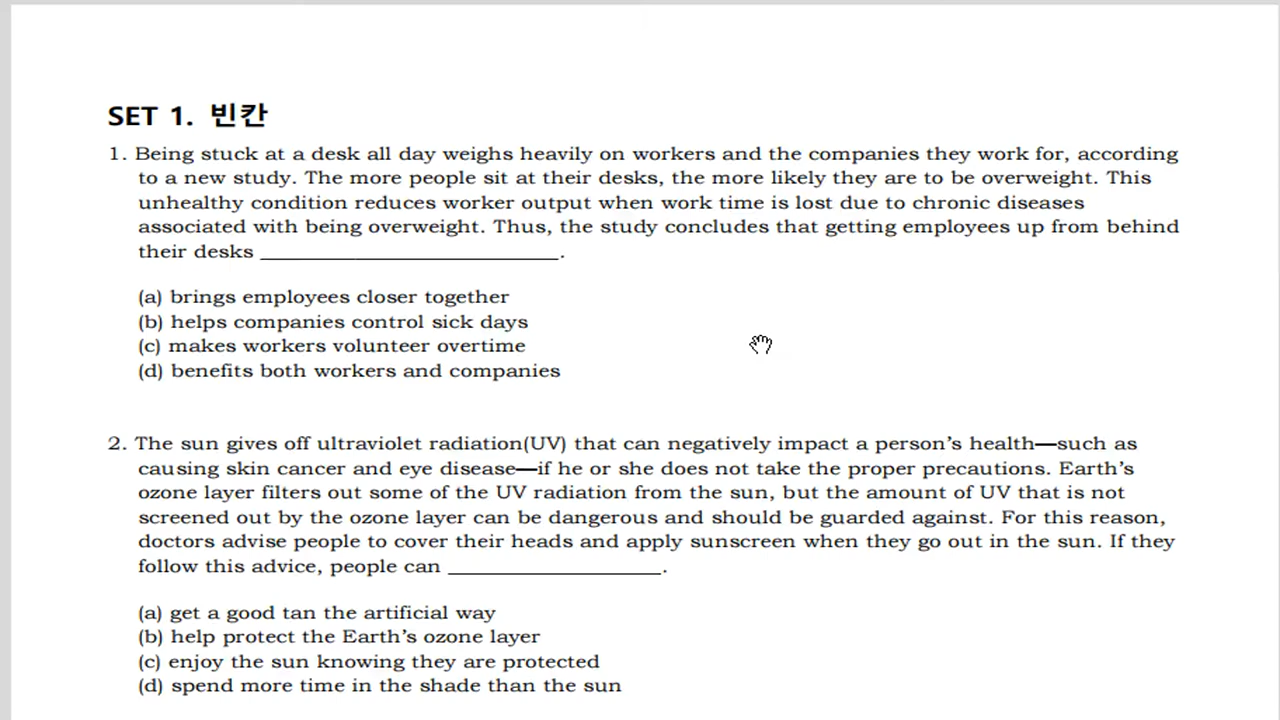 SET 1. 빈칸
1. Being stuck at a desk all day weighs heavily on workers and the companies they work for, according
to a new study. The more people sit at their desks, the more likely they are to be overweight. This
unhealthy condition reduces worker output when work time is lost due to chronic diseases
associated with being overweight. Thus, the study concludes that getting employees up from behind
their desks ______________________________.
(a) brings employees closer together
(b) helps companies control sick days
(c) makes workers volunteer overtime
(d) benefits both workers and companies
2. The sun gives off ultraviolet radiation(UV) that can negatively impact a person's health—such as
causing skin cancer and eye disease—if he or she does not take the proper precautions. Earth's
ozone layer filters out some of the UV radiation from the sun, but the amount of UV that is not
screened out by the ozone layer can be dangerous and should be guarded against. For this reason,
doctors advise people to cover their heads and apply sunscreen when they go out in the sun. If they
follow this advice, people can _____________________.
(a) get a good tan the artificial way
(b) help protect the Earth's ozone layer
(c) enjoy the sun knowing they are protected
(d) spend more time in the shade than the sun